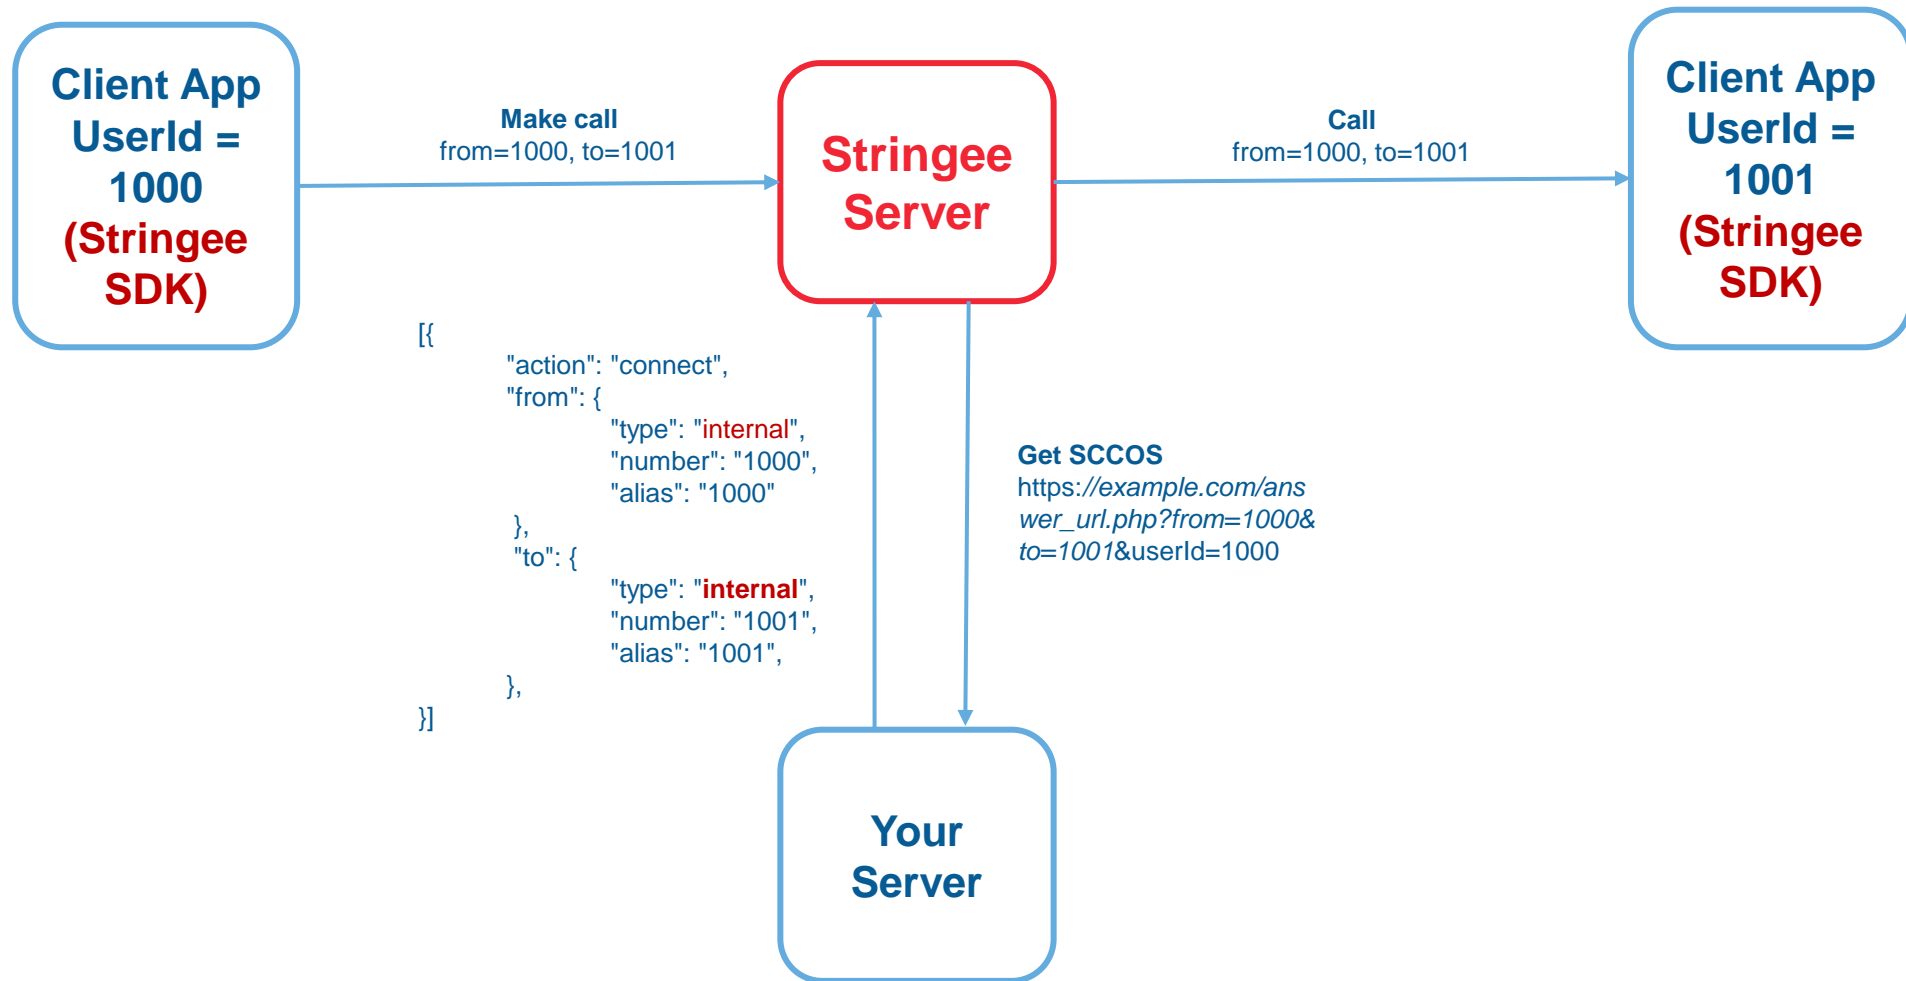 Client App
UserId =
1000
(Stringee
SDK)
Make call
from=1000, to=1001
Stringee
Server
Call
from=1000, to=1001
Client App
UserId =
1001
(Stringee
SDK)
[{
"action": "connect",
"from": {
"type": "internal",
"number": "1000",
"alias": "1000"
},
"to": {
"type": "internal",
"number": "1001",
"alias": "1001",
},
}]
Get SCCOS
https://example.com/ans
wer_url.php?from=1000&
to=1001&userId=1000
Your
Server